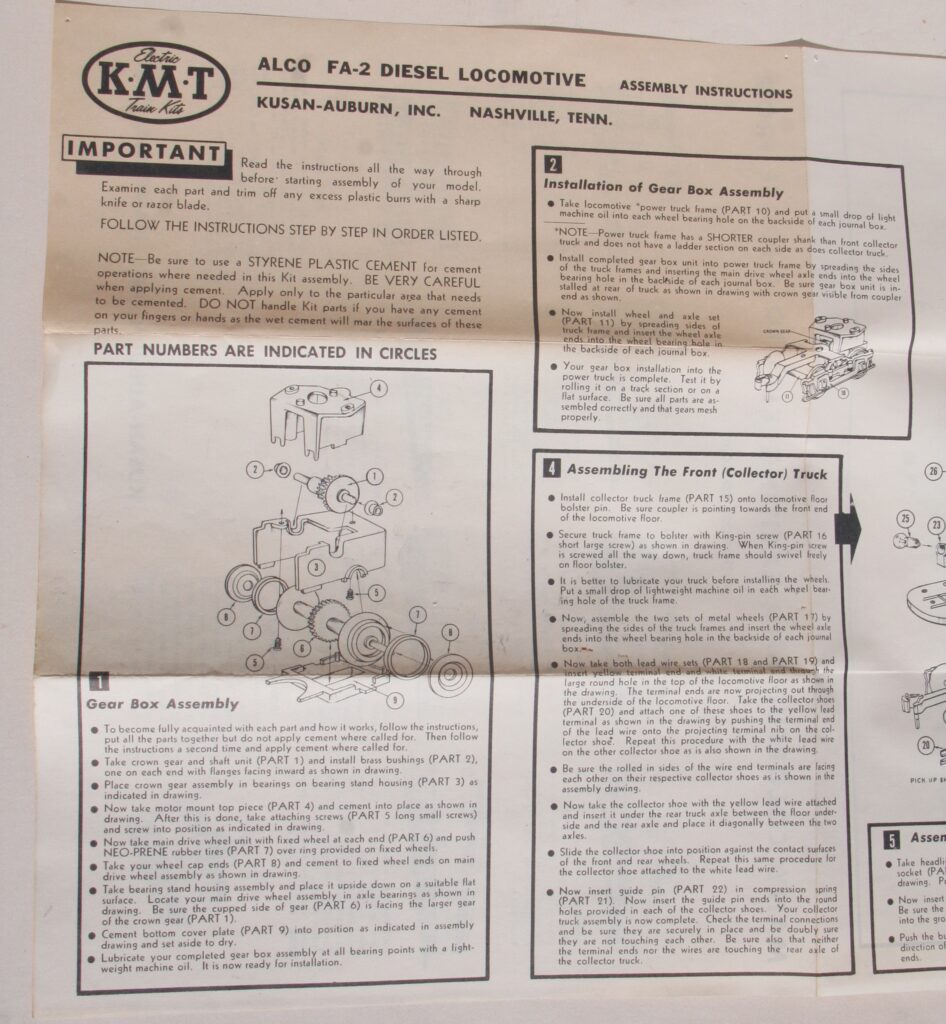 Electric
K·M·T
Train Kits
ALCO FA-2 DIESEL LOCOMOTIVE ASSEMBLY INSTRUCTIONS
KUSAN-AUBURN, INC. NASHVILLE, TENN.
IMPORTANT
Read the instructions all the way through
before starting assembly of your model.
Examine each part and trim off any excess plastic burrs with a sharp
knife or razor blade.
FOLLOW THE INSTRUCTIONS STEP BY STEP IN ORDER LISTED.
NOTE—Be sure to use a STYRENE PLASTIC CEMENT for cement
operations where needed in this Kit assembly. BE VERY CAREFUL
when applying cement. Apply only to the particular area that needs
to be cemented. DO NOT handle Kit parts if you have any cement
on your fingers or hands as the wet cement will mar the surfaces of these
parts.
PART NUMBERS ARE INDICATED IN CIRCLES
4
2
1
2
3
5
8
7
7
8
5
6
9
1
Gear Box Assembly
● To become fully acquainted with each part and how it works, follow the instructions,
put all the parts together but do not apply cement where called for. Then follow
the instructions a second time and apply cement where called for.
● Take crown gear and shaft unit (PART 1) and install brass bushings (PART 2),
one on each end with flanges facing inward as shown in drawing.
● Place crown gear assembly in bearings on bearing stand housing (PART 3) as
indicated in drawing.
● Now take motor mount top piece (PART 4) and cement into place as shown in
drawing. After this is done, take attaching screws (PART 5 long small screws)
and screw into position as indicated in drawing.
● Now take main drive wheel unit with fixed wheel at each end (PART 6) and push
NEO-PRENE rubber tires (PART 7) over ring provided on fixed wheels.
● Take your wheel cap ends (PART 8) and cement to fixed wheel ends on main
drive wheel assembly as shown in drawing.
● Take bearing stand housing assembly and place it upside down on a suitable flat
surface. Locate your main drive wheel assembly in axle bearings as shown in
drawing. Be sure the cupped side of gear (PART 6) is facing the larger gear
of the crown gear (PART 1).
● Cement bottom cover plate (PART 9) into position as indicated in assembly
drawing and set aside to dry.
● Lubricate your completed gear box assembly at all bearing points with a light-
weight machine oil. It is now ready for installation.
2
Installation of Gear Box Assembly
● Take locomotive *power truck frame (PART 10) and put a small drop of light
machine oil into each wheel bearing hole on the backside of each journal box.
*NOTE—Power truck frame has a SHORTER coupler shank than front collector
truck and does not have a ladder section on each side as does collector truck.
● Install completed gear box unit into power truck frame by spreading the sides
of the truck frames and inserting the main drive wheel axle ends into the wheel
bearing hole in the backside of each journal box. Be sure gear box unit is in-
stalled at rear of truck as shown in drawing with crown gear visible from coupler
end as shown.
● Now install wheel and axle set
(PART 11) by spreading sides of
truck frame and insert the wheel axle
ends into the wheel bearing hole in
the backside of each journal box.
● Your gear box installation into the
power truck is complete. Test it by
rolling it on a track section or on a
flat surface. Be sure all parts are as-
sembled correctly and that gears mesh
properly.
CROWN GEAR
11
10
4 Assembling The Front (Collector) Truck
● Install collector truck frame (PART 15) onto locomotive floor
bolster pin. Be sure coupler is pointing towards the front end
of the locomotive floor.
● Secure truck frame to bolster with King-pin screw (PART 16
short large screw) as shown in drawing. When King-pin screw
is screwed all the way down, truck frame should swivel freely
on floor bolster.
● It is better to lubricate your truck before installing the wheels.
Put a small drop of lightweight machine oil in each wheel bear-
ing hole of the truck frame.
● Now, assemble the two sets of metal wheels (PART 17) by
spreading the sides of the truck frames and insert the wheel axle
ends into the wheel bearing hole in the backside of each journal
box.
● Now take both lead wire sets (PART 18 and PART 19) and
insert yellow terminal end and white terminal end through the
large round hole in the top of the locomotive floor as shown in
the drawing. The terminal ends are now projecting out through
the underside of the locomotive floor. Take the collector shoes
(PART 20) and attach one of these shoes to the yellow lead
terminal as shown in the drawing by pushing the terminal end
of the lead wire onto the projecting terminal nib on the col-
lector shoe. Repeat this procedure with the white lead wire
on the other collector shoe as is also shown in the drawing.
● Be sure the rolled in sides of the wire end terminals are facing
each other on their respective collector shoes as is shown in the
assembly drawing.
● Now take the collector shoe with the yellow lead wire attached
and insert it under the rear truck axle between the floor under-
side and the rear axle and place it diagonally between the two
axles.
● Slide the collector shoe into position against the contact surfaces
of the front and rear wheels. Repeat this same procedure for
the collector shoe attached to the white lead wire.
● Now insert guide pin (PART 22) in compression spring
(PART 21). Now insert the guide pin ends into the round
holes provided in each of the collector shoes. Your collector
truck assembly is now complete. Check the terminal connections
and be sure they are securely in place and be doubly sure
they are not touching each other. Be sure also that neither
the terminal ends nor the wires are touching the rear axle of
the collector truck.
26
25
23
20
PICK UP
5 Assem
● Take headli
socket (PA
drawing. P
● Now insert
Be sure the
into the gro
● Push the bu
direction of
ends.